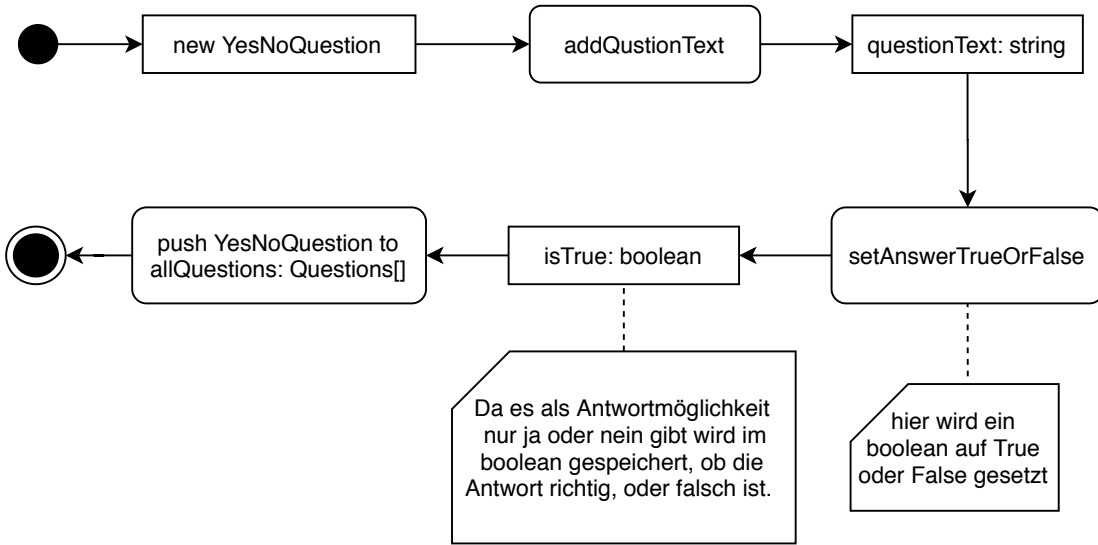 new YesNoQuestion
addQustionText
questionText: string
push YesNoQuestion to
allQuestions: Questions[]
isTrue: boolean
setAnswerTrueOrFalse
Da es als Antwortmöglichkeit
nur ja oder nein gibt wird im
boolean gespeichert, ob die
Antwort richtig, oder falsch ist.
hier wird ein
boolean auf True
oder False gesetzt